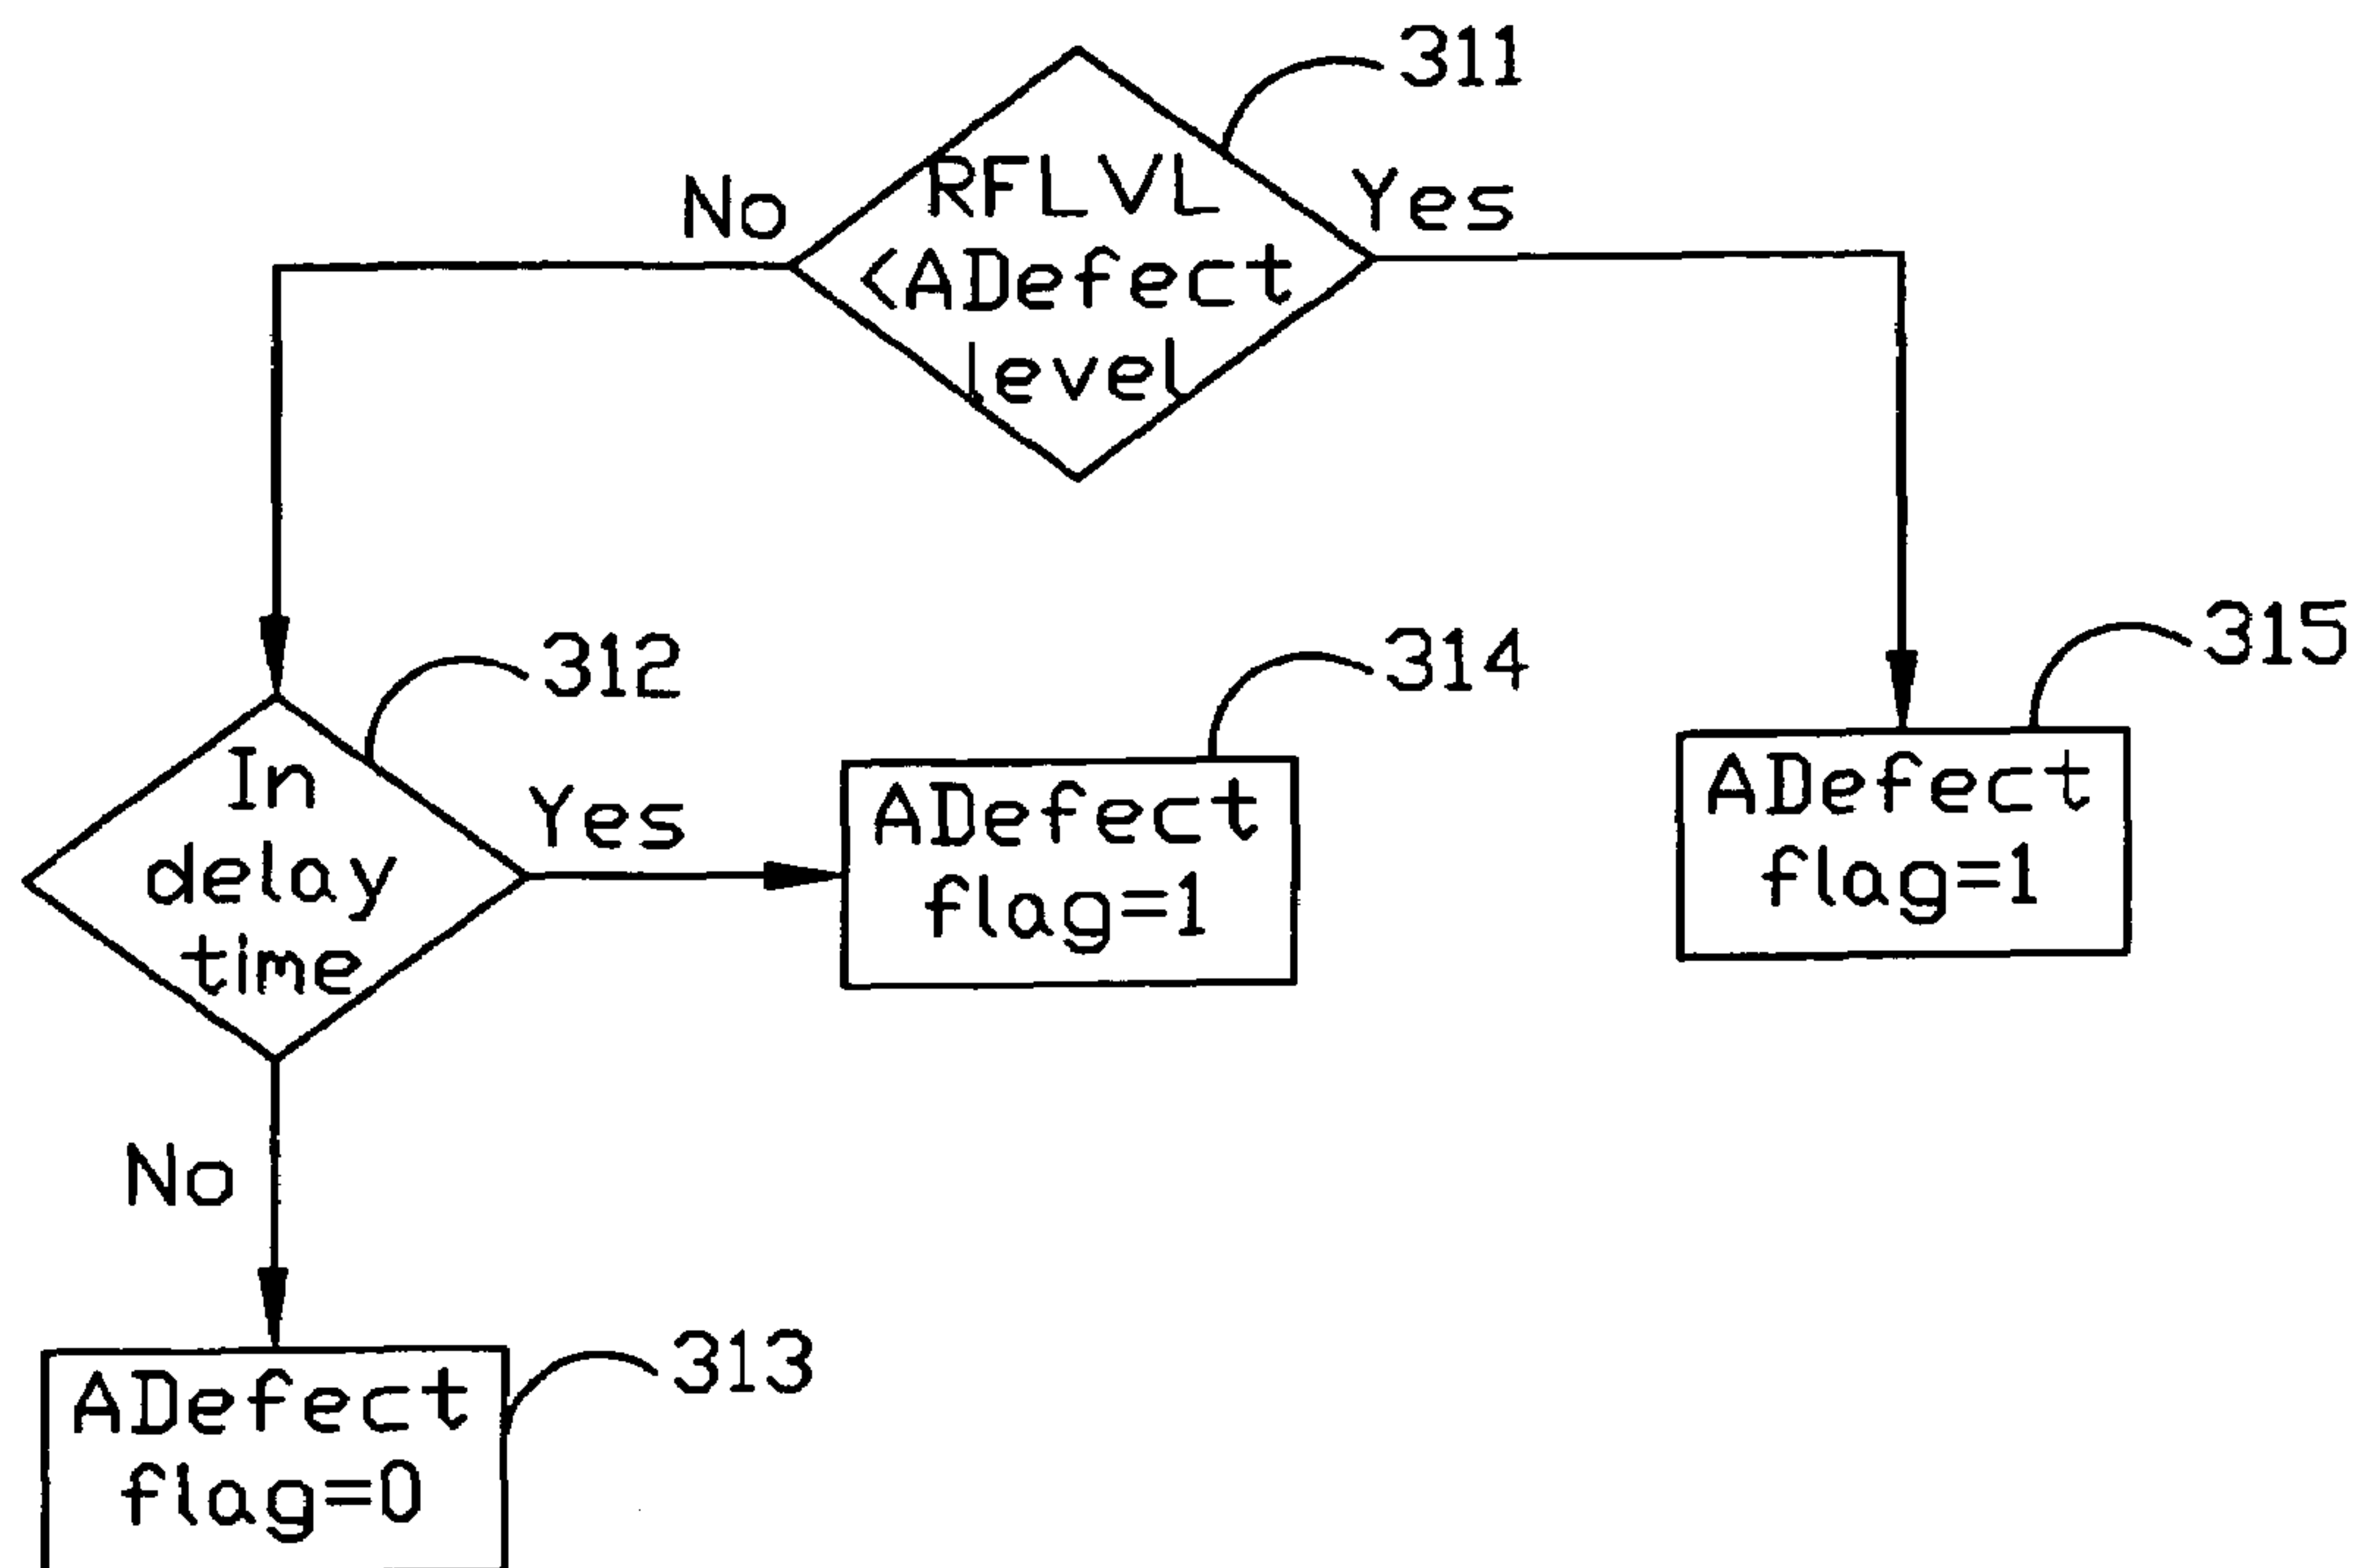 311
No
RFLVL
<ADefect
level
Yes
312
In
delay
time
Yes
314
ADefect
flag=1
315
ADefect
flag=1
No
313
ADefect
flag=0